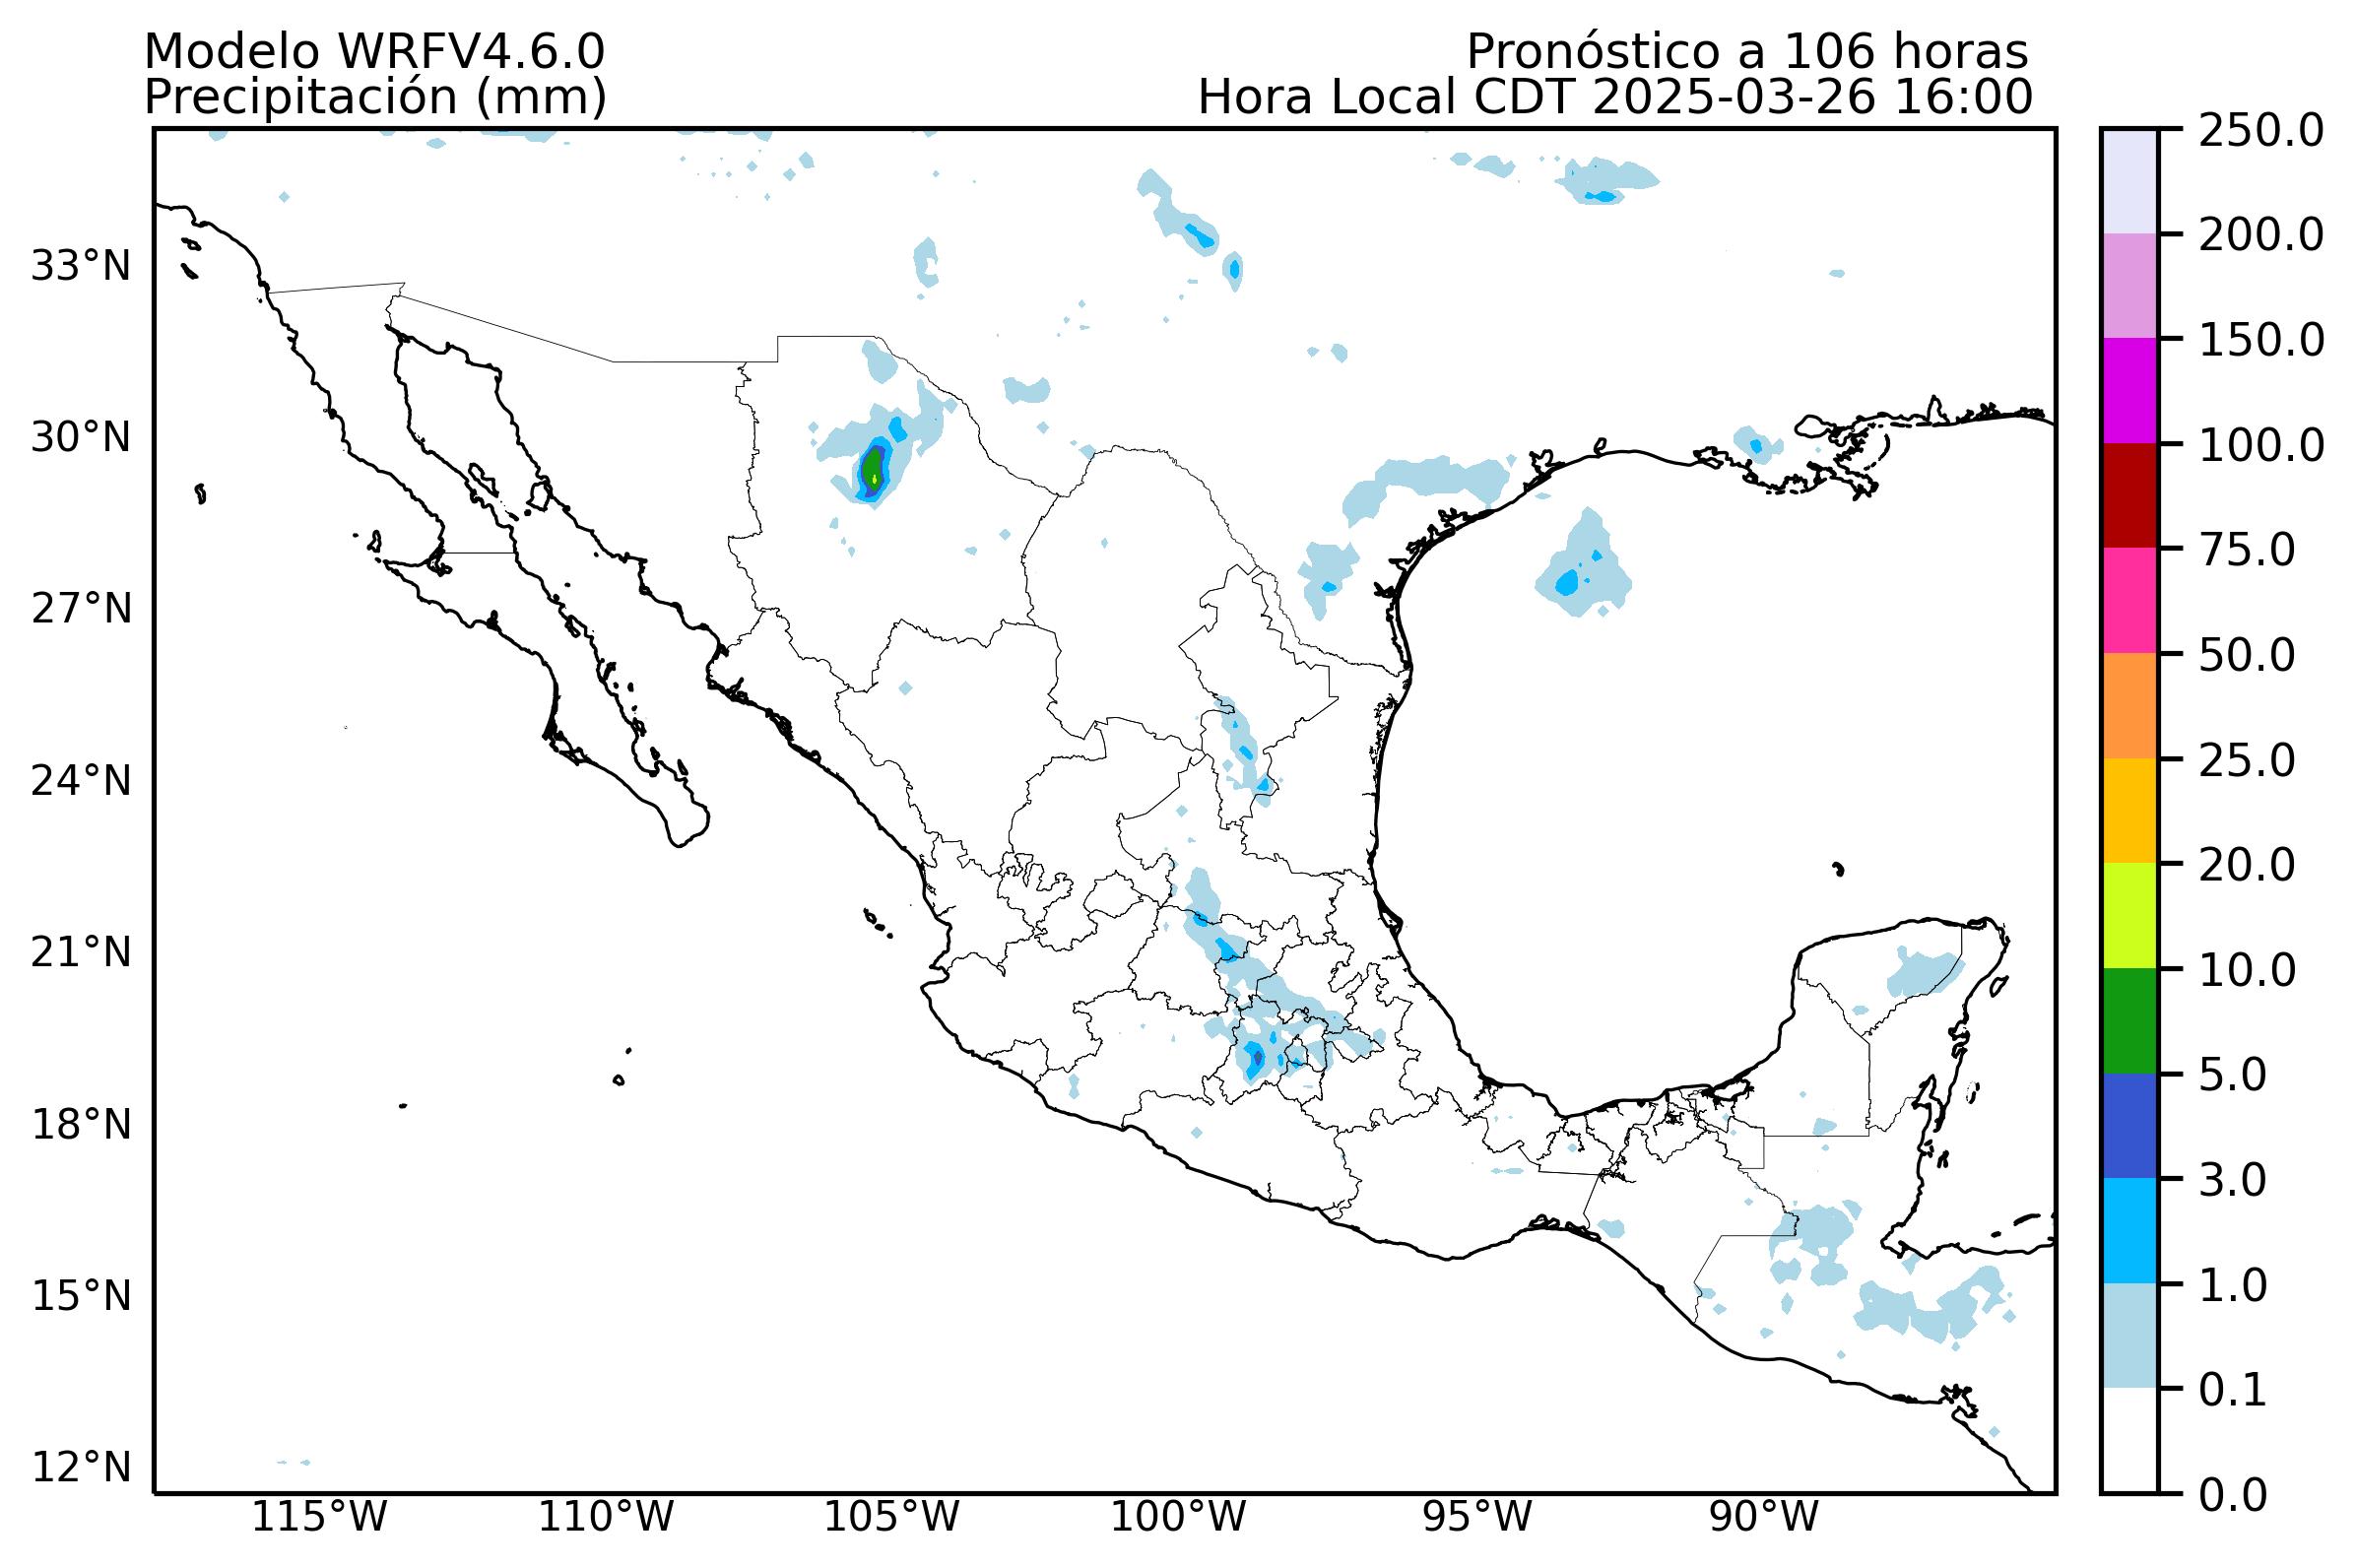 Modelo WRFV4.6.0
Pronóstico a 106 horas
Precipitación (mm)
Hora Local CDT 2025-03-26 16:00
33°N
30°N
27°N
24°N
21°N
18°N
15°N
12°N
115°W
110°W
105°W
100°W
95°W
90°W
250.0
200.0
150.0
100.0
75.0
50.0
25.0
20.0
10.0
5.0
3.0
1.0
0.1
0.0